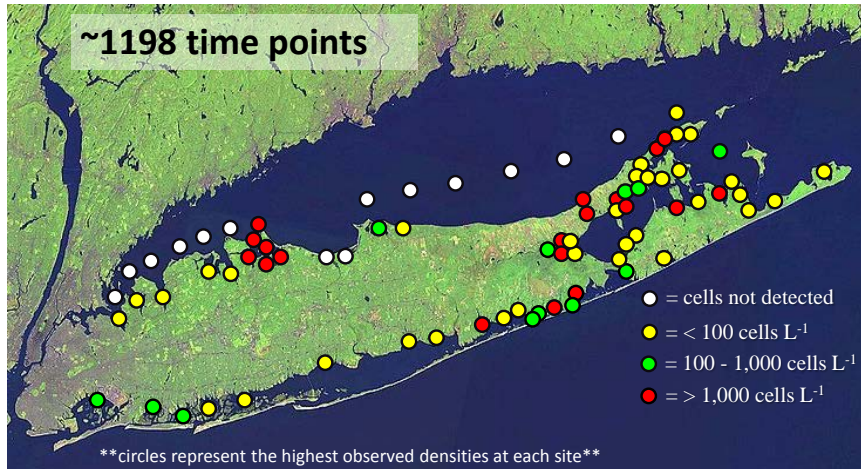 ~1198 time points
= cells not detected
= < 100 cells L⁻¹
= 100 - 1,000 cells L⁻¹
= > 1,000 cells L⁻¹
**circles represent the highest observed densities at each site**